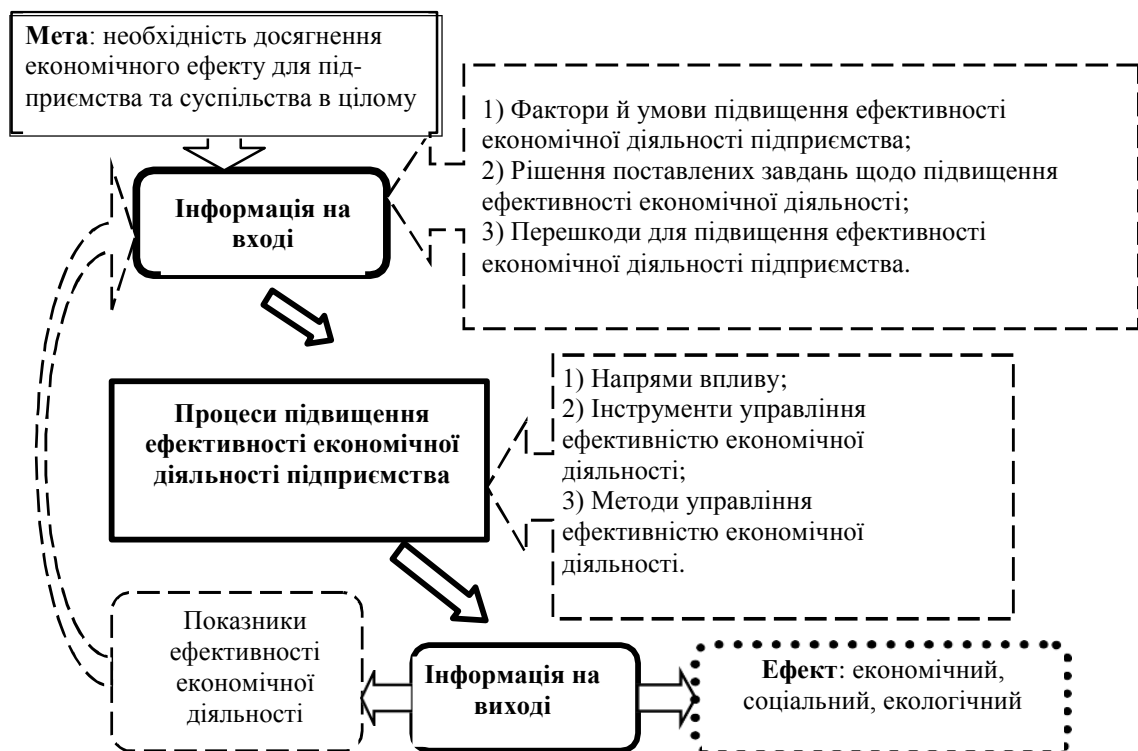 Мета: необхідність досягнення
економічного ефекту для під-
приємства та суспільства в цілому
1) Фактори й умови підвищення ефективності
економічної діяльності підприємства;
2) Рішення поставлених завдань щодо підвищення
ефективності економічної діяльності;
3) Перешкоди для підвищення ефективності
економічної діяльності підприємства.
Інформація на
вході
Процеси підвищення
ефективності економічної
діяльності підприємства
1) Напрями впливу;
2) Інструменти управління
ефективністю економічної
діяльності;
3) Методи управління
ефективністю економічної
діяльності.
Показники
ефективності
економічної
діяльності
Інформація на
виході
Ефект: економічний,
соціальний, екологічний